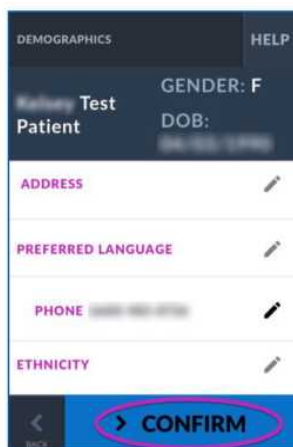 DEMOGRAPHICS HELP
Test GENDER: F
Patient DOB:
ADDRESS
PREFERRED LANGUAGE
PHONE
ETHNICITY
< > CONFIRM
BACK